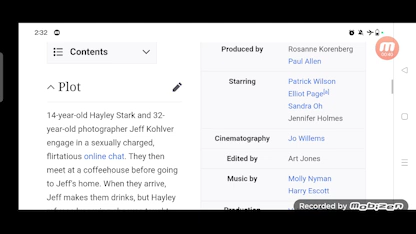 2:32
Contents
Plot
14-year-old Hayley Stark and 32-
year-old photographer Jeff Kohlver
engage in a sexually charged,
flirtatious online chat. They then
meet at a coffeehouse before going
to Jeff's home. When they arrive,
Jeff makes them drinks, but Hayley
Produced by
Rosanne Korenberg
Paul Allen
Starring
Patrick Wilson
Elliot Page[a]
Sandra Oh
Jennifer Holmes
Cinematography
Jo Willems
Edited by
Art Jones
Music by
Molly Nyman
Harry Escott
Recorded by Mobizen